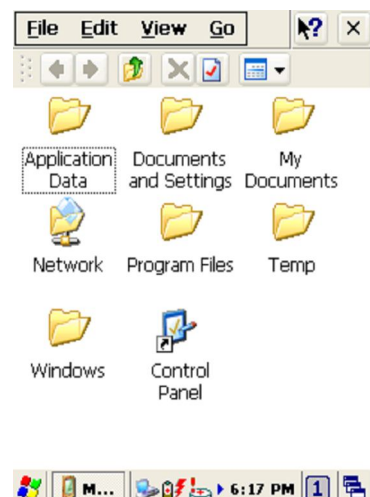 File Edit View Go
?
Application Data
Documents and Settings
My Documents
Network
Program Files
Temp
Windows
Control Panel
M... 6:17 PM 1